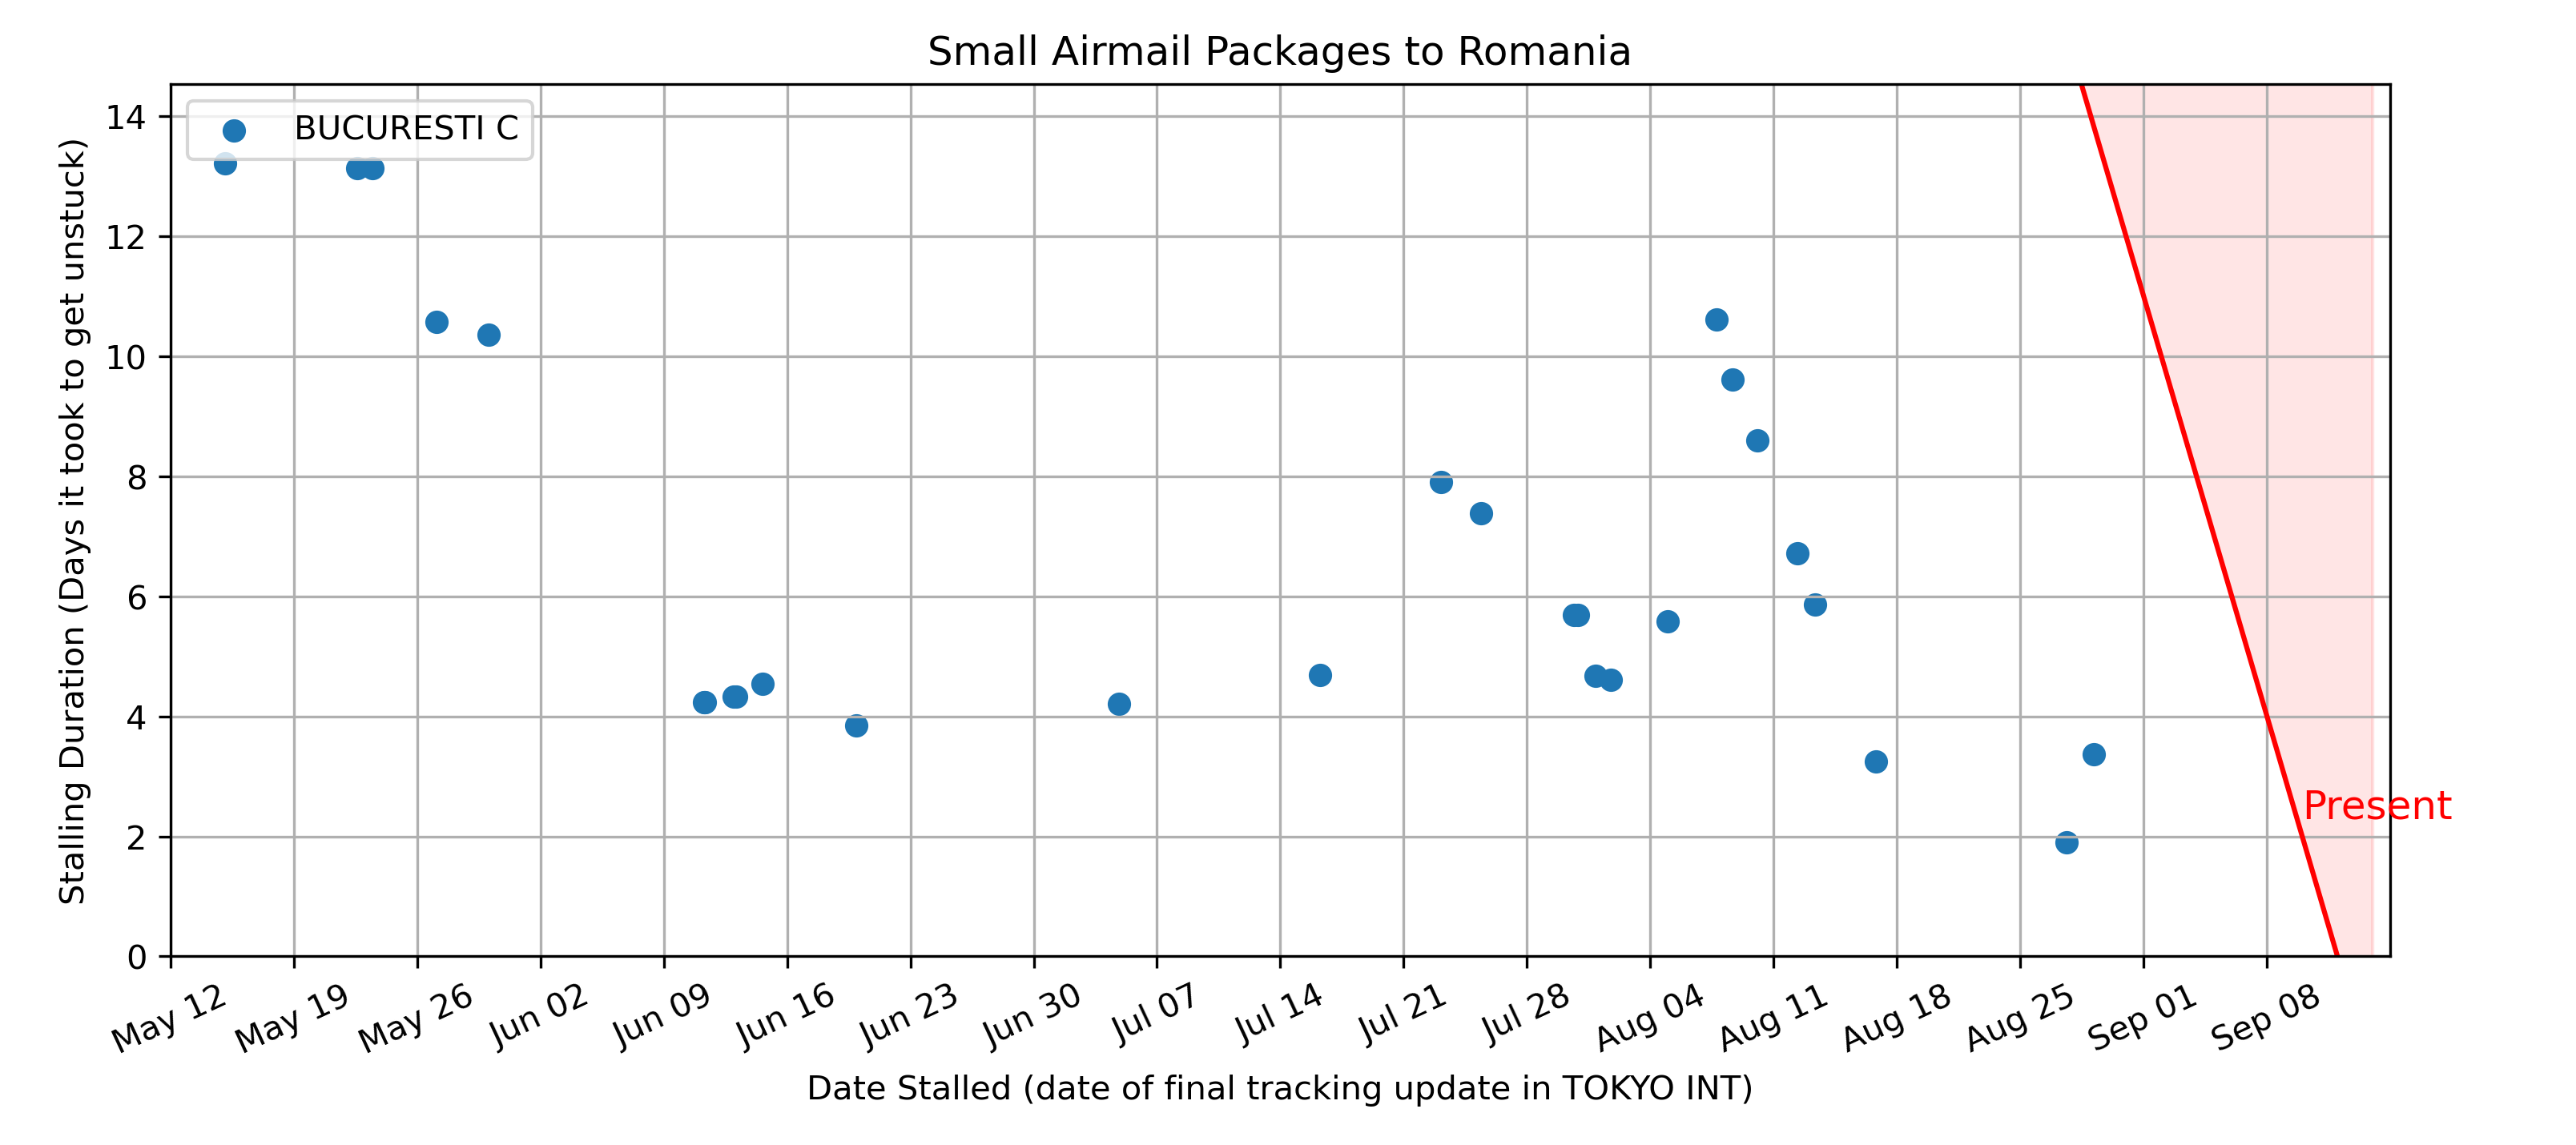 Small Airmail Packages to Romania
BUCURESTI C
Stalling Duration (Days it took to get unstuck)
14
12
10
8
6
4
2
0
Present
May 12
May 19
May 26
Jun 02
Jun 09
Jun 16
Jun 23
Jun 30
Jul 07
Jul 14
Jul 21
Jul 28
Aug 04
Aug 11
Aug 18
Aug 25
Sep 01
Sep 08
Date Stalled (date of final tracking update in TOKYO INT)